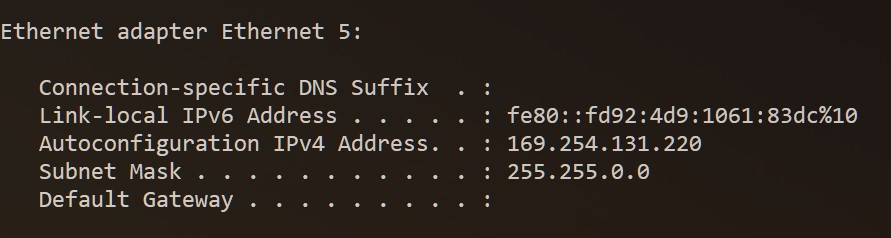 Ethernet adapter Ethernet 5:
Connection-specific DNS Suffix  . :
Link-local IPv6 Address . . . . . : fe80::fd92:4d9:1061:83dc%10
Autoconfiguration IPv4 Address. . : 169.254.131.220
Subnet Mask . . . . . . . . . . . : 255.255.0.0
Default Gateway . . . . . . . . . :